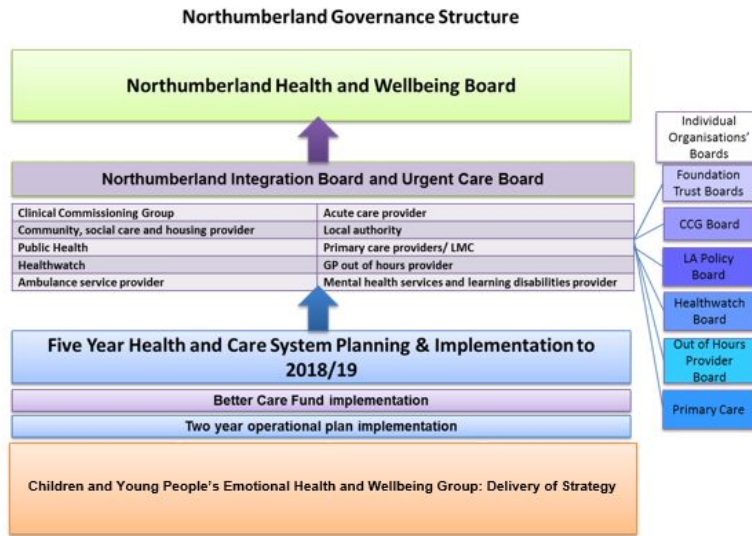 Northumberland Governance Structure
Northumberland Health and Wellbeing Board
Northumberland Integration Board and Urgent Care Board
Clinical Commissioning Group
Acute care provider
Community, social care and housing provider
Local authority
Public Health
Primary care providers/ LMC
Healthwatch
GP out of hours provider
Ambulance service provider
Mental health services and learning disabilities provider
Five Year Health and Care System Planning & Implementation to
2018/19
Better Care Fund implementation
Two year operational plan implementation
Children and Young People's Emotional Health and Wellbeing Group: Delivery of Strategy
Individual
Organisations'
Boards
Foundation
Trust Boards
CCG Board
LA Policy
Board
Healthwatch
Board
Out of Hours
Provider
Board
Primary Care